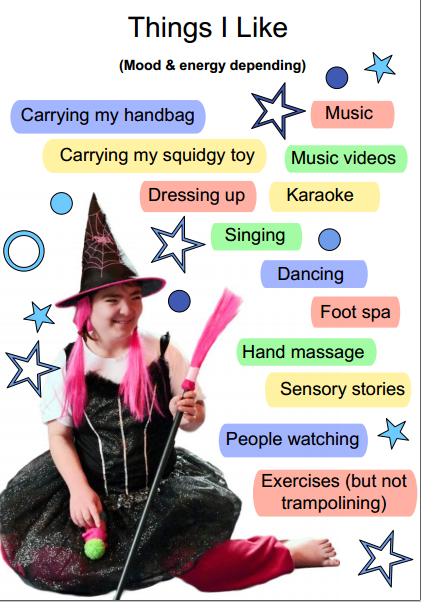 Things I Like
(Mood & energy depending)
Carrying my handbag
Music
Carrying my squidgy toy
Music videos
Dressing up
Karaoke
Singing
Dancing
Foot spa
Hand massage
Sensory stories
People watching
Exercises (but not
trampolining)